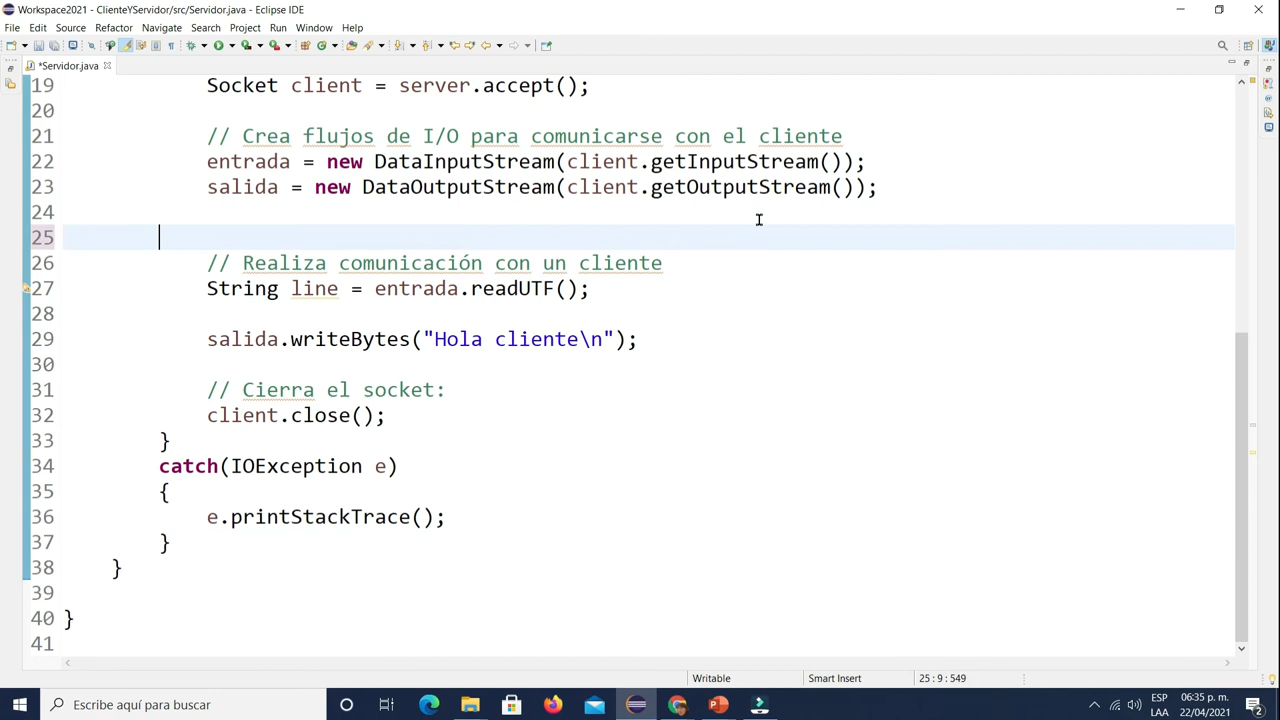 Workspace2021 - ClienteYServidor/src/Servidor.java - Eclipse IDE
File Edit Source Refactor Navigate Search Project Run Window Help
*Servidor.java
19 Socket client = server.accept();
20
21 // Crea flujos de I/O para comunicarse con el cliente
22 entrada = new DataInputStream(client.getInputStream());
23 salida = new DataOutputStream(client.getOutputStream());
24
25
26 // Realiza comunicación con un cliente
27 String line = entrada.readUTF();
28
29 salida.writeBytes("Hola cliente\n");
30
31 // Cierra el socket:
32 client.close();
33 }
34 catch(IOException e)
35 {
36 e.printStackTrace();
37 }
38 }
39
40 }
41
Writable Smart Insert 25 : 9 : 549
Escribe aquí para buscar
ESP 06:35 p. m.
LAA 22/04/2021
2